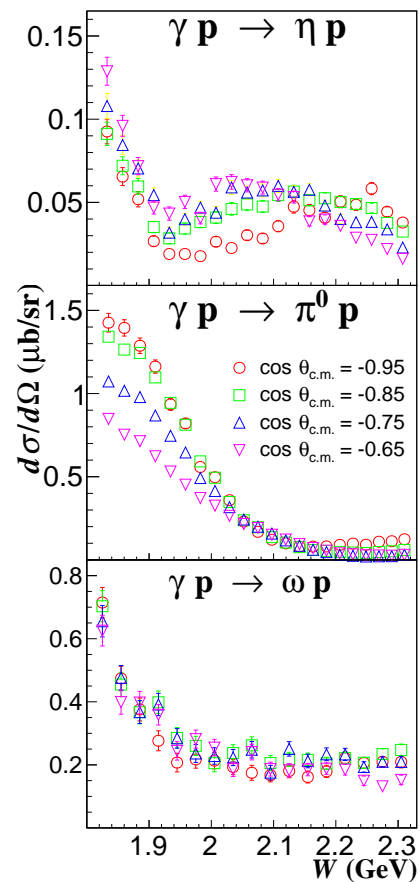 γ p → η p
0.15
0.1
0.05
dσ/dΩ (μb/sr)
γ p → π⁰ p
1.5
1
0.5
cos θc.m. = -0.95
cos θc.m. = -0.85
cos θc.m. = -0.75
cos θc.m. = -0.65
γ p → ω p
0.8
0.6
0.4
0.2
1.9 2 2.1 2.2 2.3
W (GeV)